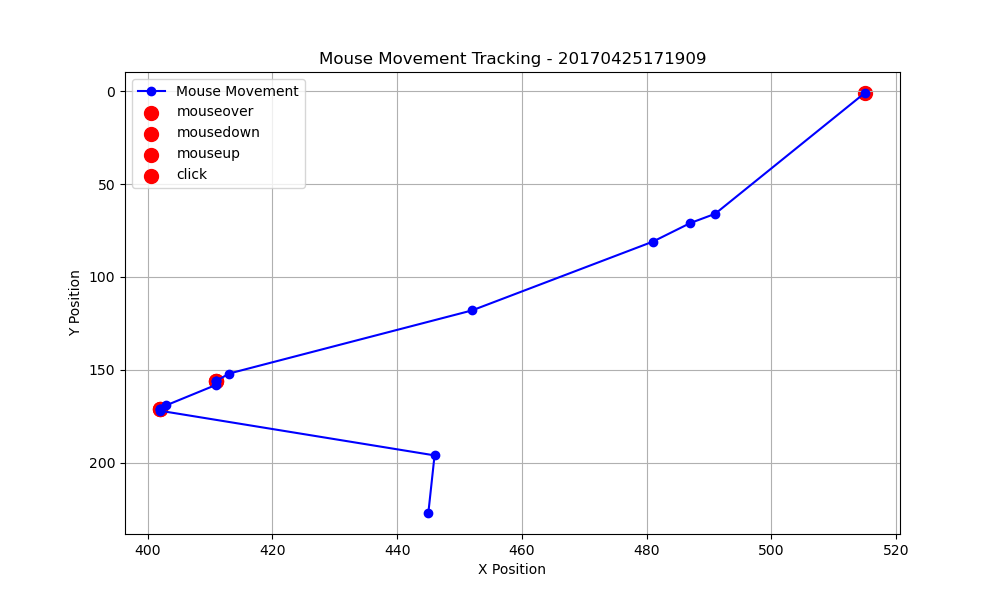 Mouse Movement Tracking - 20170425171909
Mouse Movement
mouseover
mousedown
mouseup
click
0
50
100
150
200
Y Position
400 420 440 460 480 500 520
X Position